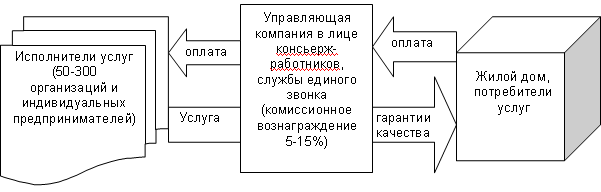 Исполнители услуг
(50-300
организаций и
индивидуальных
предпринимателей)
оплата
Услуга
Управляющая
компания в лице
консьерж-
работников,
службы единого
звонка
(комиссионное
вознаграждение
5-15%)
оплата
гарантии
качества
Жилой дом,
потребители
услуг